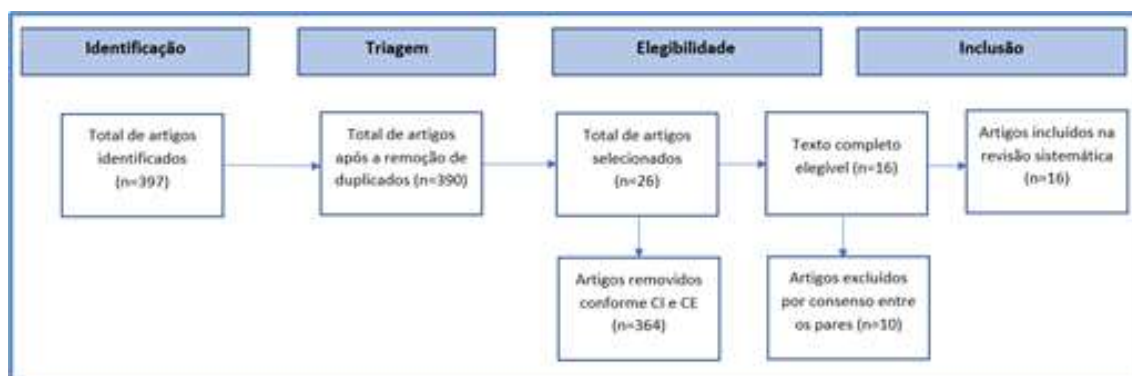 Identificação
Triagem
Elegibilidade
Inclusão
Total de artigos
identificados
(n=397)
Total de artigos
após a remoção de
duplicados (n=390)
Total de artigos
selecionados
(n=26)
Texto completo
elegível (n=16)
Artigos incluídos na
revisão sistemática
(n=16)
Artigos removidos
conforme CI e CE
(n=364)
Artigos excluídos
por consenso entre
os pares (n=10)